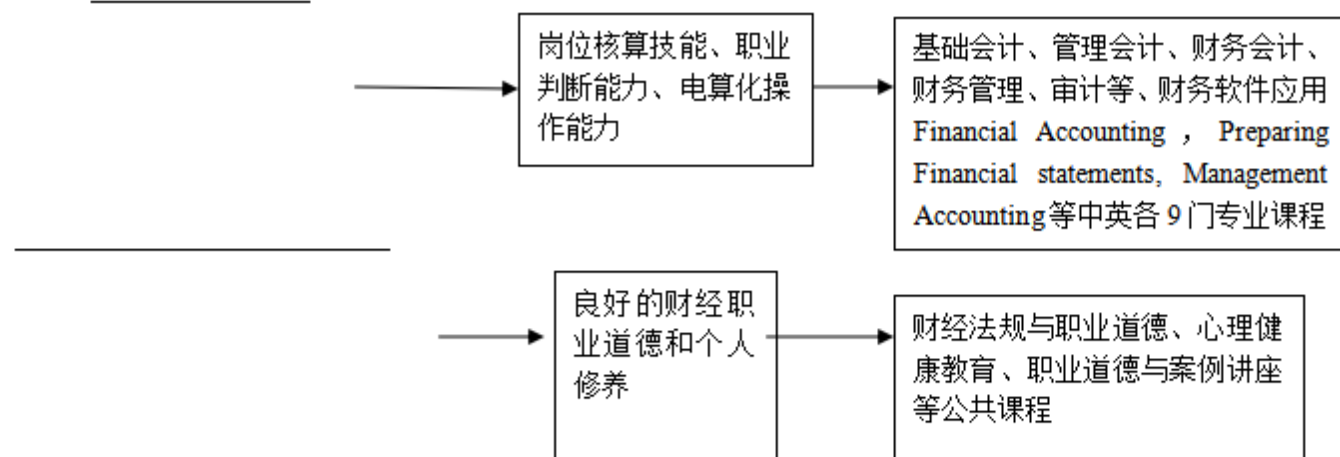 岗位核算技能、职业
判断能力、电算化操
作能力
基础会计、管理会计、财务会计、
财务管理、审计等、财务软件应用
Financial Accounting ， Preparing
Financial statements, Management
Accounting等中英各 9 门专业课程
良好的财经职
业道德和个人
修养
财经法规与职业道德、心理健
康教育、职业道德与案例讲座
等公共课程